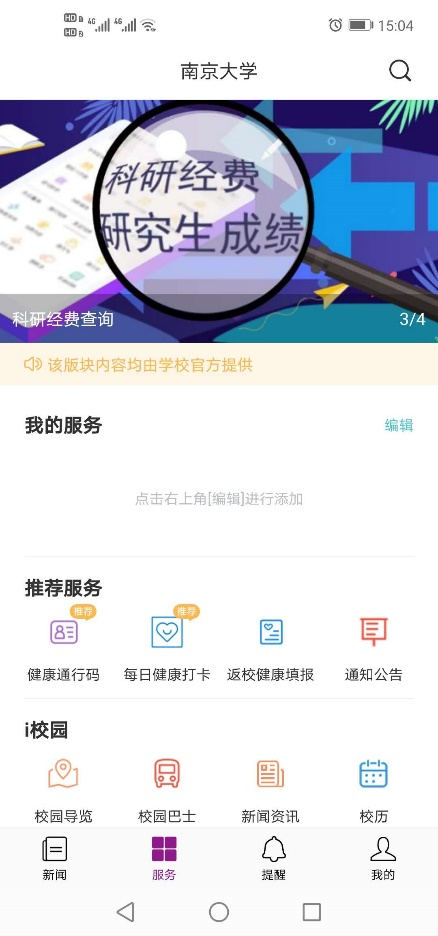 15:04
南京大学
科研经费
研究生成绩
科研经费查询
3/4
该版块内容均由学校官方提供
我的服务
编辑
点击右上角[编辑]进行添加
推荐服务
推荐 推荐
健康通行码 每日健康打卡 返校健康填报 通知公告
i校园
校园导览 校园巴士 新闻资讯 校历
新闻 服务 提醒 我的